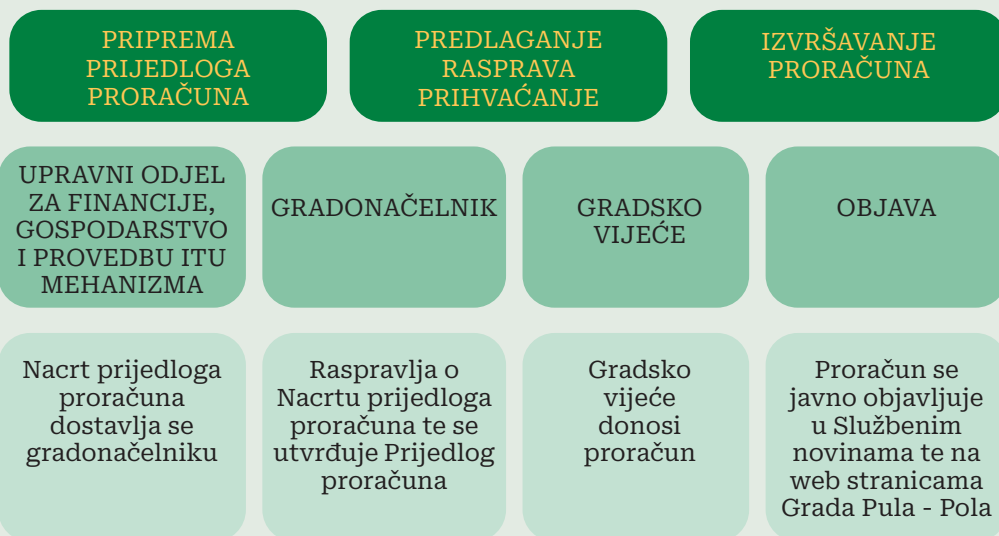 PRIPREMA
PRIJEDLOGA
PRORAČUNA
PREDLAGANJE
RASPRAVA
PRIHVAĆANJE
IZVRŠAVANJE
PRORAČUNA
UPRAVNI ODJEL
ZA FINANCIJE,
GOSPODARSTVO
I PROVEDBU ITU
MEHANIZMA
GRADONAČELNIK
GRADSKO
VIJEĆE
OBJAVA
Nacrt prijedloga
proračuna
dostavlja se
gradonačelniku
Raspravlja o
Nacrtu prijedloga
proračuna te se
utvrđuje Prijedlog
proračuna
Gradsko
vijeće
donosi
proračun
Proračun se
javno objavljuje
u Službenim
novinama te na
web stranicama
Grada Pula - Pola